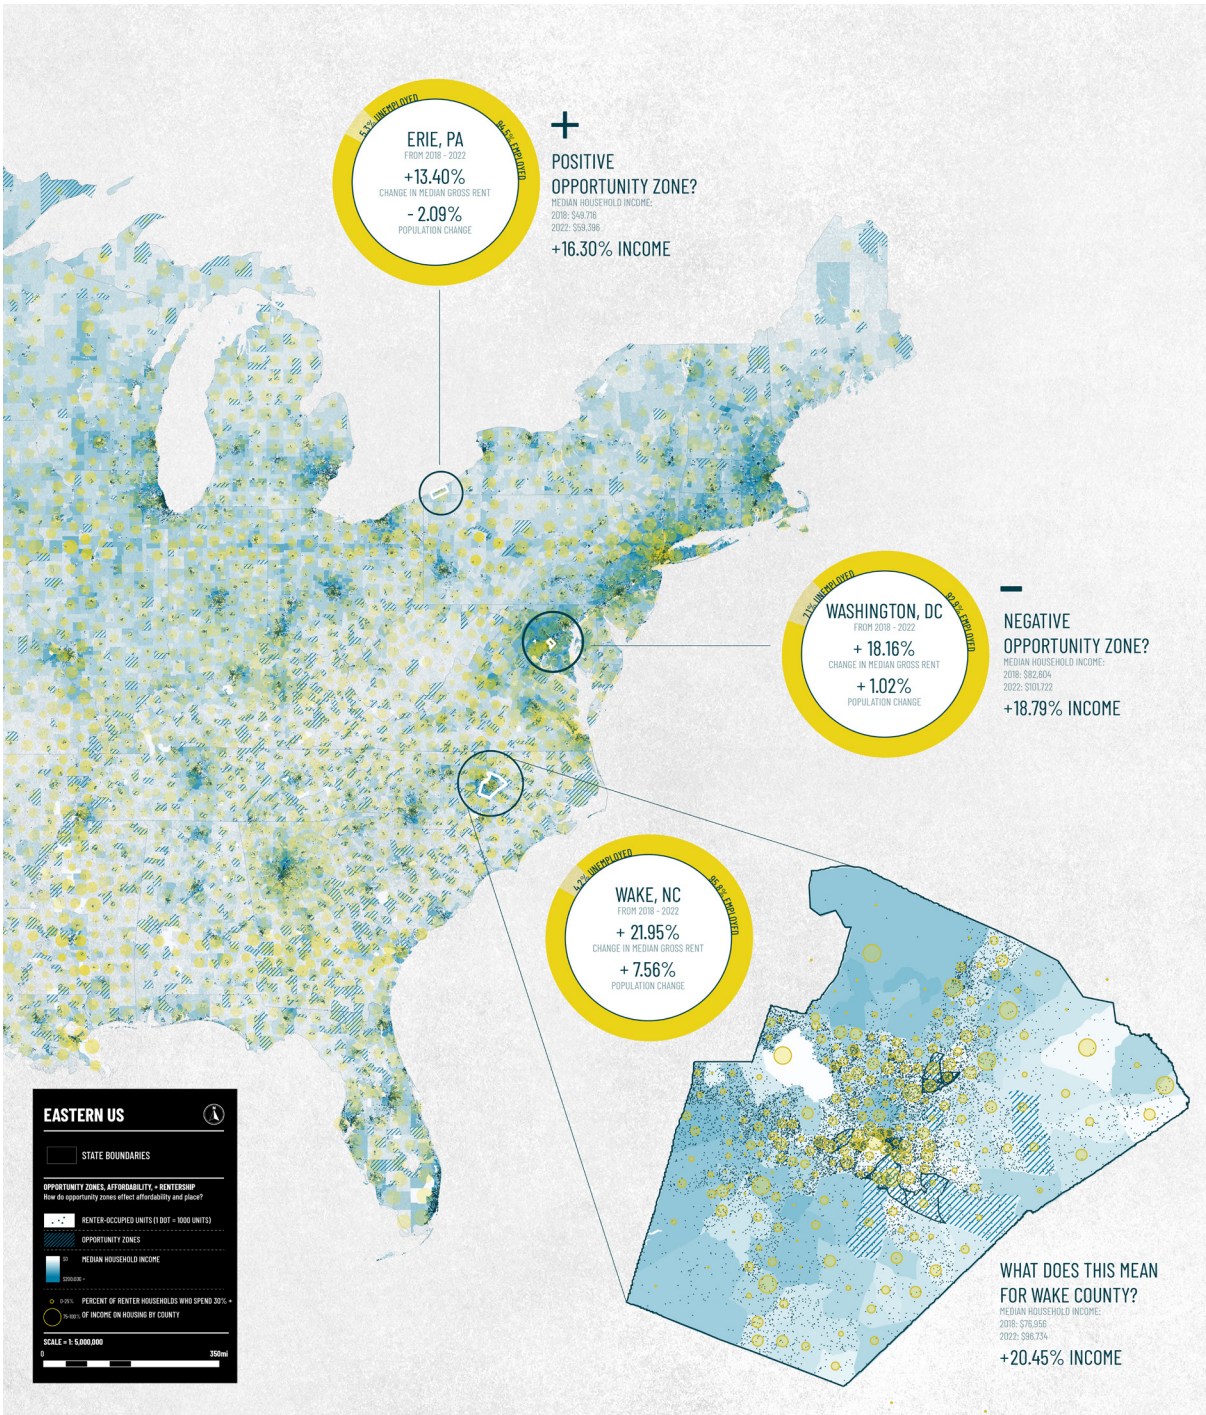 5.3% UNEMPLOYED
94.5% EMPLOYED
ERIE, PA
FROM 2018 - 2022
+13.40%
CHANGE IN MEDIAN GROSS RENT
- 2.09%
POPULATION CHANGE
+
POSITIVE
OPPORTUNITY ZONE?
MEDIAN HOUSEHOLD INCOME:
2018: $49,716
2022: $59,396
+16.30% INCOME
7.1% UNEMPLOYED
92.9% EMPLOYED
WASHINGTON, DC
FROM 2018 - 2022
+ 18.16%
CHANGE IN MEDIAN GROSS RENT
+ 1.02%
POPULATION CHANGE
-
NEGATIVE
OPPORTUNITY ZONE?
MEDIAN HOUSEHOLD INCOME:
2018: $82,604
2022: $101,722
+18.79% INCOME
4.2% UNEMPLOYED
95.8% EMPLOYED
WAKE, NC
FROM 2018 - 2022
+ 21.95%
CHANGE IN MEDIAN GROSS RENT
+ 7.56%
POPULATION CHANGE
WHAT DOES THIS MEAN
FOR WAKE COUNTY?
MEDIAN HOUSEHOLD INCOME:
2018: $76,956
2022: $96,734
+20.45% INCOME
EASTERN US
STATE BOUNDARIES
OPPORTUNITY ZONES, AFFORDABILITY, + RENTERSHIP
How do opportunity zones effect affordability and place?
RENTER-OCCUPIED UNITS (1 DOT = 1000 UNITS)
OPPORTUNITY ZONES
$0
MEDIAN HOUSEHOLD INCOME
$200,000 +
0-25%
PERCENT OF RENTER HOUSEHOLDS WHO SPEND 30% +
75-100%
OF INCOME ON HOUSING BY COUNTY
SCALE = 1: 5,000,000
0 350mi